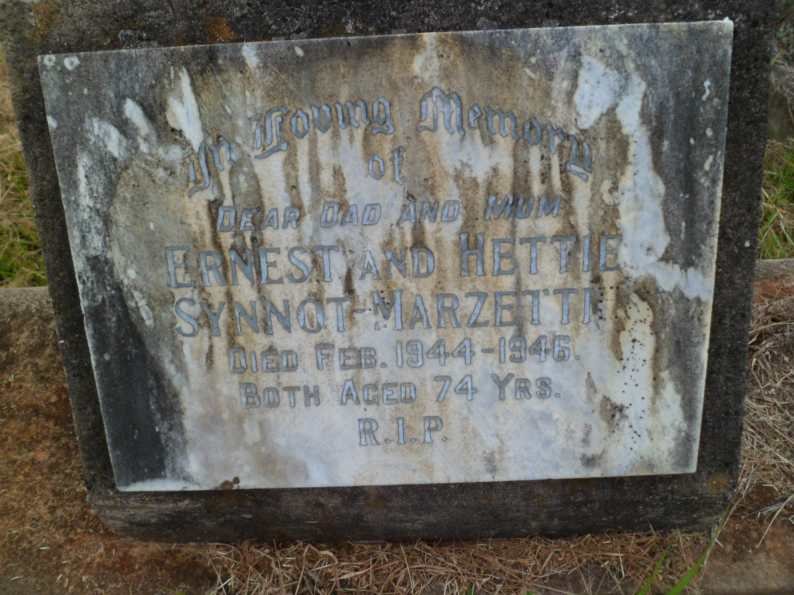 In Loving Memory
of
DEAR DAD AND MUM
ERNEST AND HETTIE
SYNNOT-MARZETTI
DIED FEB. 1944-1946.
BOTH AGED 74 YRS.
R.I.P.